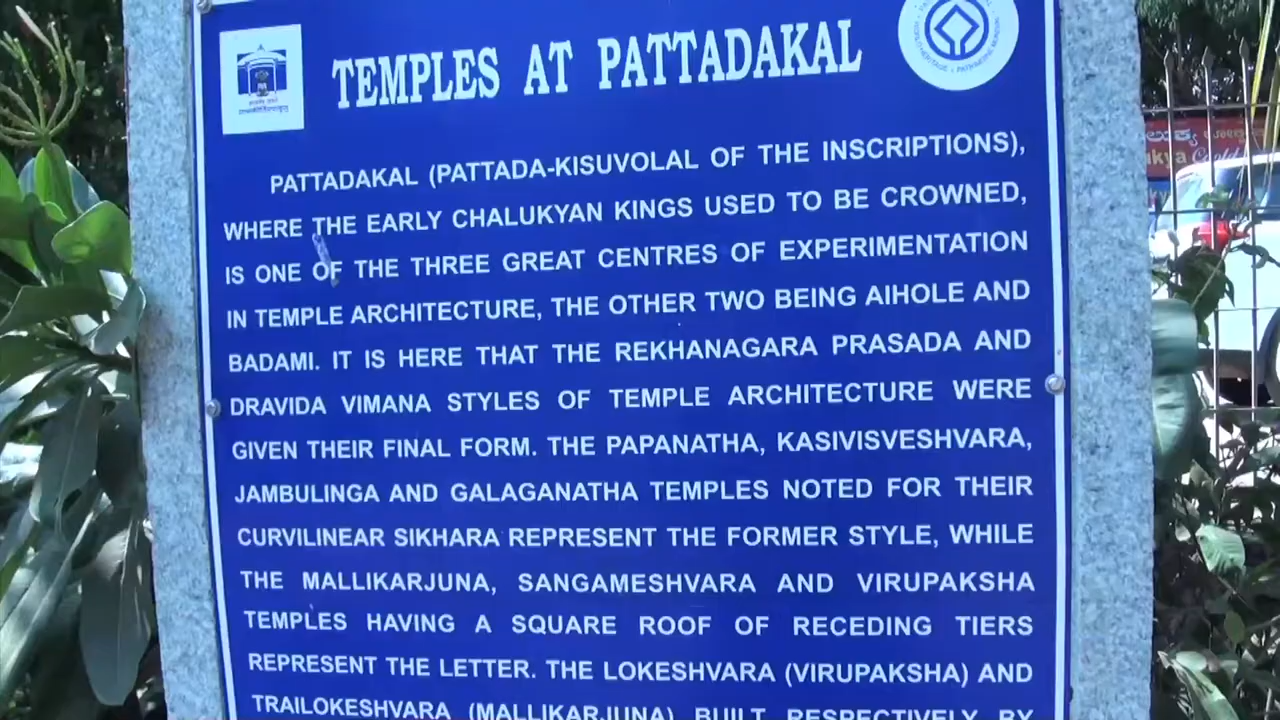 TEMPLES AT PATTADAKAL
PATTADAKAL (PATTADA-KISUVOLAL OF THE INSCRIPTIONS),
WHERE THE EARLY CHALUKYAN KINGS USED TO BE CROWNED,
IS ONE OF THE THREE GREAT CENTRES OF EXPERIMENTATION
IN TEMPLE ARCHITECTURE, THE OTHER TWO BEING AIHOLE AND
BADAMI. IT IS HERE THAT THE REKHANAGARA PRASADA AND
DRAVIDA VIMANA STYLES OF TEMPLE ARCHITECTURE WERE
GIVEN THEIR FINAL FORM. THE PAPANATHA, KASIVISVESHVARA,
JAMBULINGA AND GALAGANATHA TEMPLES NOTED FOR THEIR
CURVILINEAR SIKHARA REPRESENT THE FORMER STYLE, WHILE
THE MALLIKARJUNA, SANGAMESHVARA AND VIRUPAKSHA
TEMPLES HAVING A SQUARE ROOF OF RECEDING TIERS
REPRESENT THE LETTER. THE LOKESHVARA (VIRUPAKSHA) AND
TRAILOKESHVARA (MALLIKARJUNA) BUILT RESPECTIVELY BY